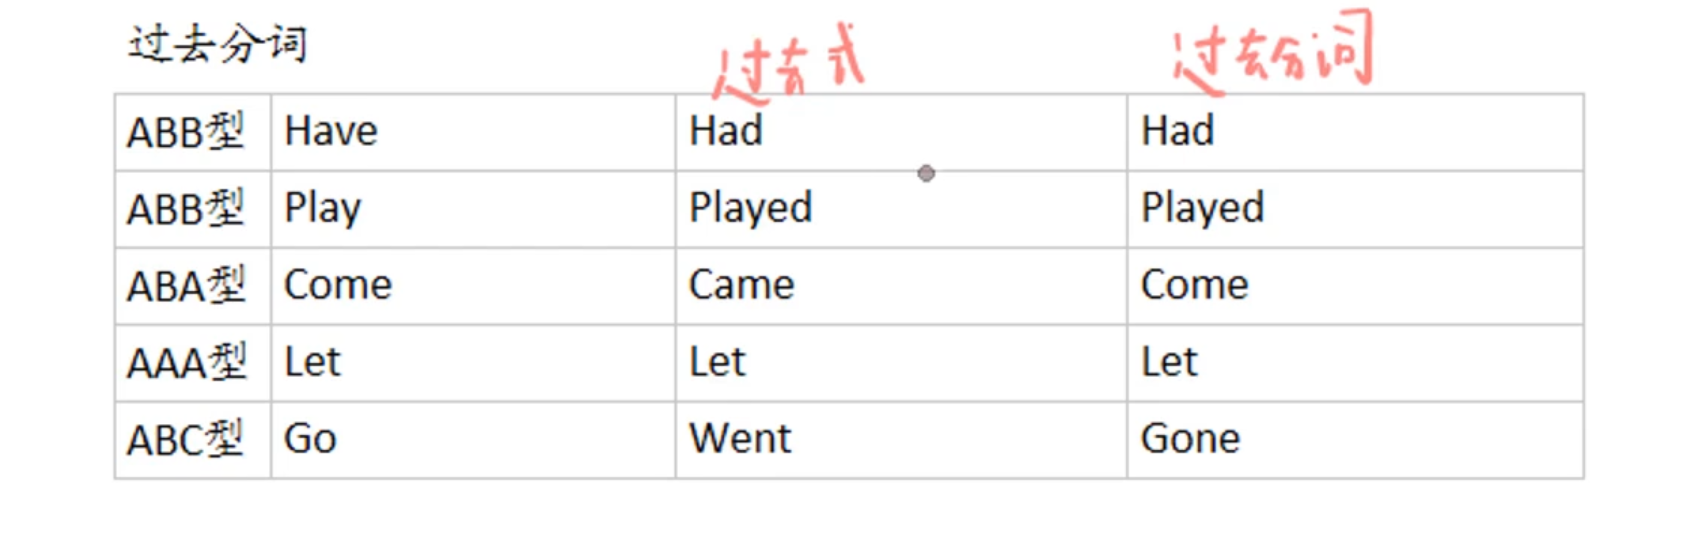 过去分词
过去式 过去分词
ABB型 Have Had Had
ABB型 Play Played Played
ABA型 Come Came Come
AAA型 Let Let Let
ABC型 Go Went Gone